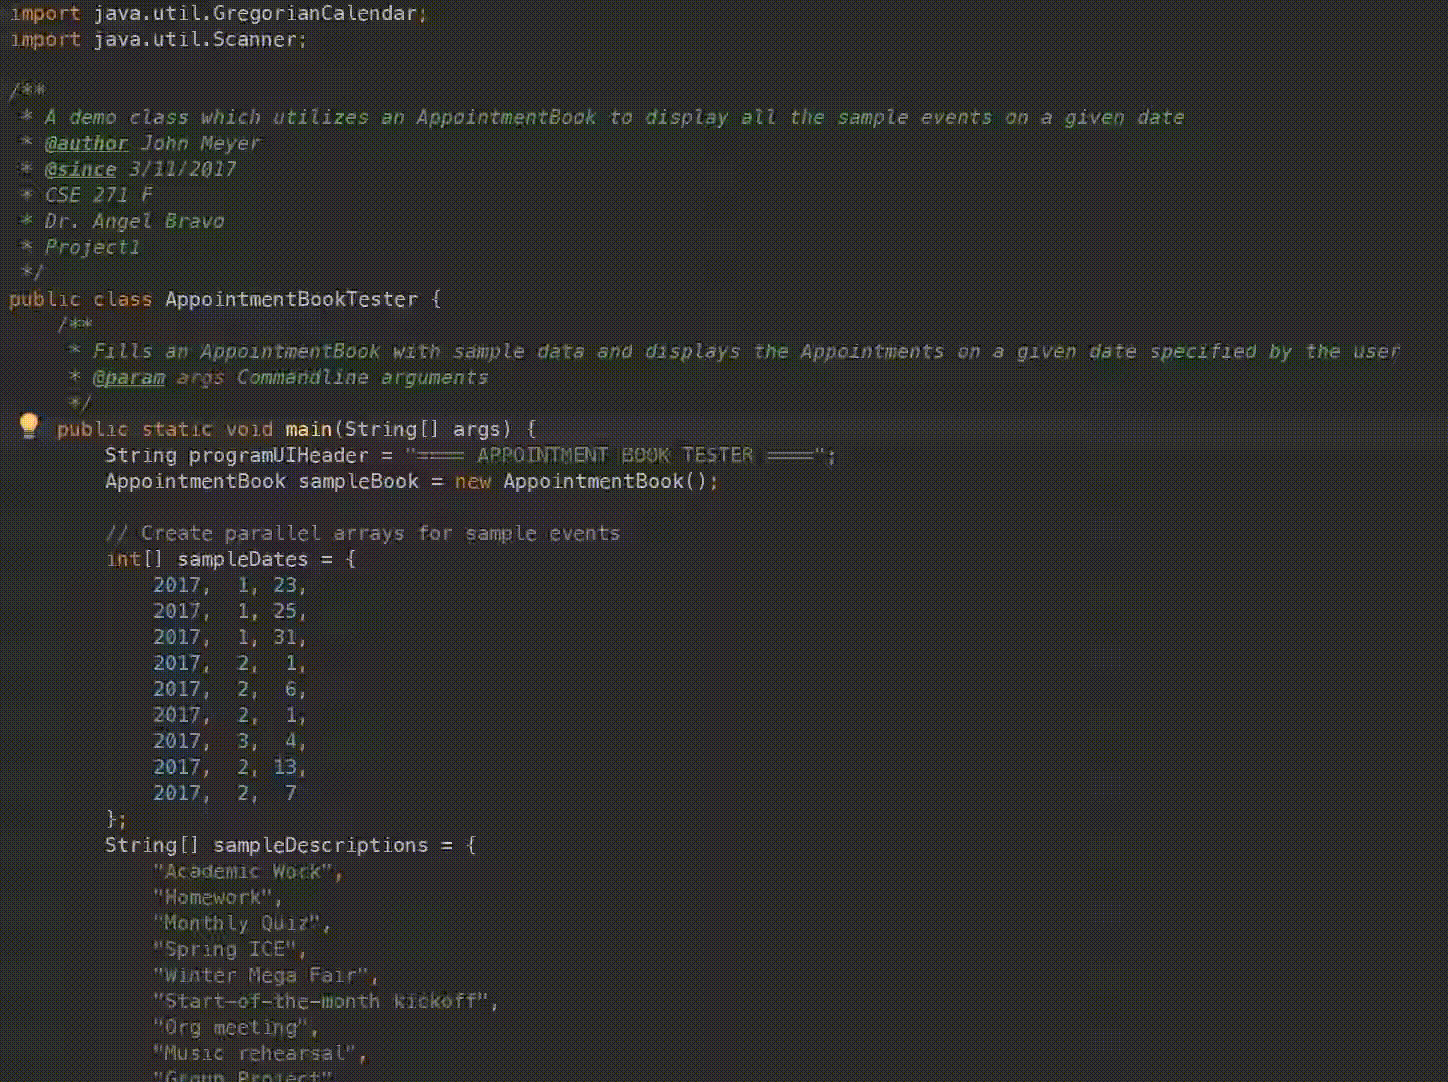 import java.util.GregorianCalendar;
import java.util.Scanner;
/**
* A demo class which utilizes an AppointmentBook to display all the sample events on a given date
* @author John Meyer
* @since 3/11/2017
* CSE 271 F
* Dr. Angel Bravo
* Project1
*/
public class AppointmentBookTester {
/**
* Fills an AppointmentBook with sample data and displays the Appointments on a given date specified by the user
* @param args Commandline arguments
*/
public static void main(String[] args) {
String programUIHeader = "==== APPOINTMENT BOOK TESTER ====";
AppointmentBook sampleBook = new AppointmentBook();
// Create parallel arrays for sample events
int[] sampleDates = {
2017, 1, 23,
2017, 1, 25,
2017, 1, 31,
2017, 2, 1,
2017, 2, 6,
2017, 2, 1,
2017, 3, 4,
2017, 2, 13,
2017, 2, 7
};
String[] sampleDescriptions = {
"Academic Work",
"Homework",
"Monthly Quiz",
"Spring ICE",
"Winter Mega Fair",
"Start-of-the-month kickoff",
"Org meeting",
"Music rehearsal",
"Group Project"